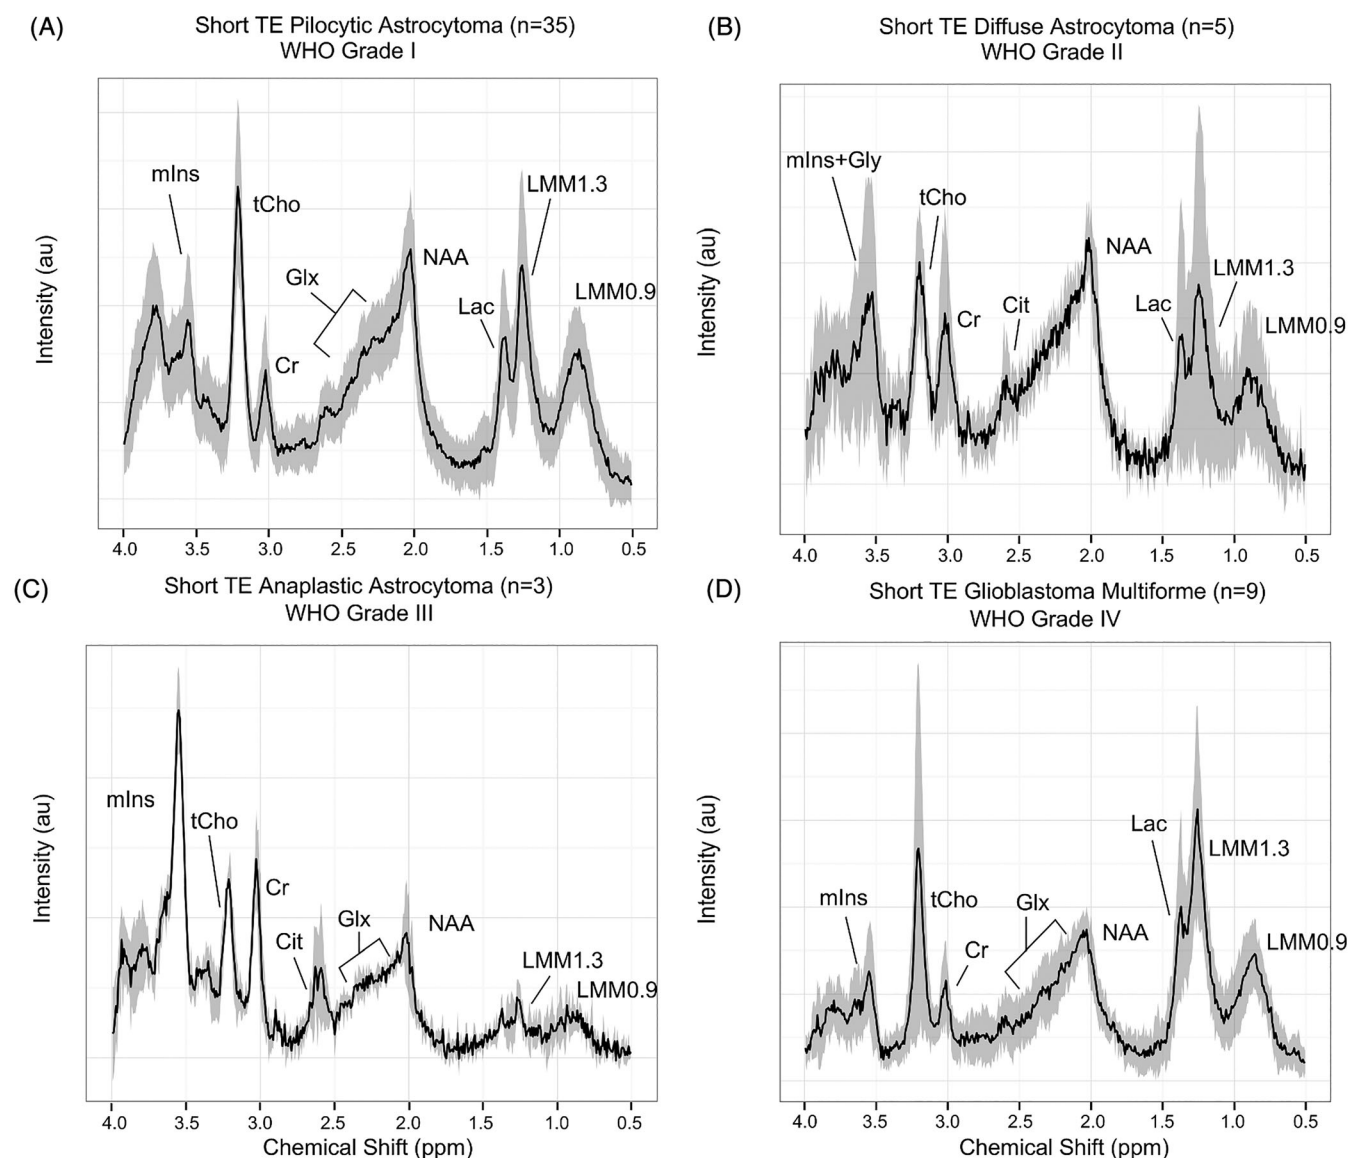 (A)
Short TE Pilocytic Astrocytoma (n=35)
WHO Grade I
Intensity (au)
mIns
tCho
Glx
Cr
NAA
Lac
LMM1.3
LMM0.9
4.0 3.5 3.0 2.5 2.0 1.5 1.0 0.5
(B)
Short TE Diffuse Astrocytoma (n=5)
WHO Grade II
Intensity (au)
mIns+Gly
tCho
Cr
Cit
NAA
Lac
LMM1.3
LMM0.9
4.0 3.5 3.0 2.5 2.0 1.5 1.0 0.5
(C)
Short TE Anaplastic Astrocytoma (n=3)
WHO Grade III
Intensity (au)
mIns
tCho
Cr
Cit
Glx
NAA
LMM1.3
LMM0.9
4.0 3.5 3.0 2.5 2.0 1.5 1.0 0.5
Chemical Shift (ppm)
(D)
Short TE Glioblastoma Multiforme (n=9)
WHO Grade IV
Intensity (au)
mIns
tCho
Cr
Glx
NAA
Lac
LMM1.3
LMM0.9
4.0 3.5 3.0 2.5 2.0 1.5 1.0 0.5
Chemical Shift (ppm)